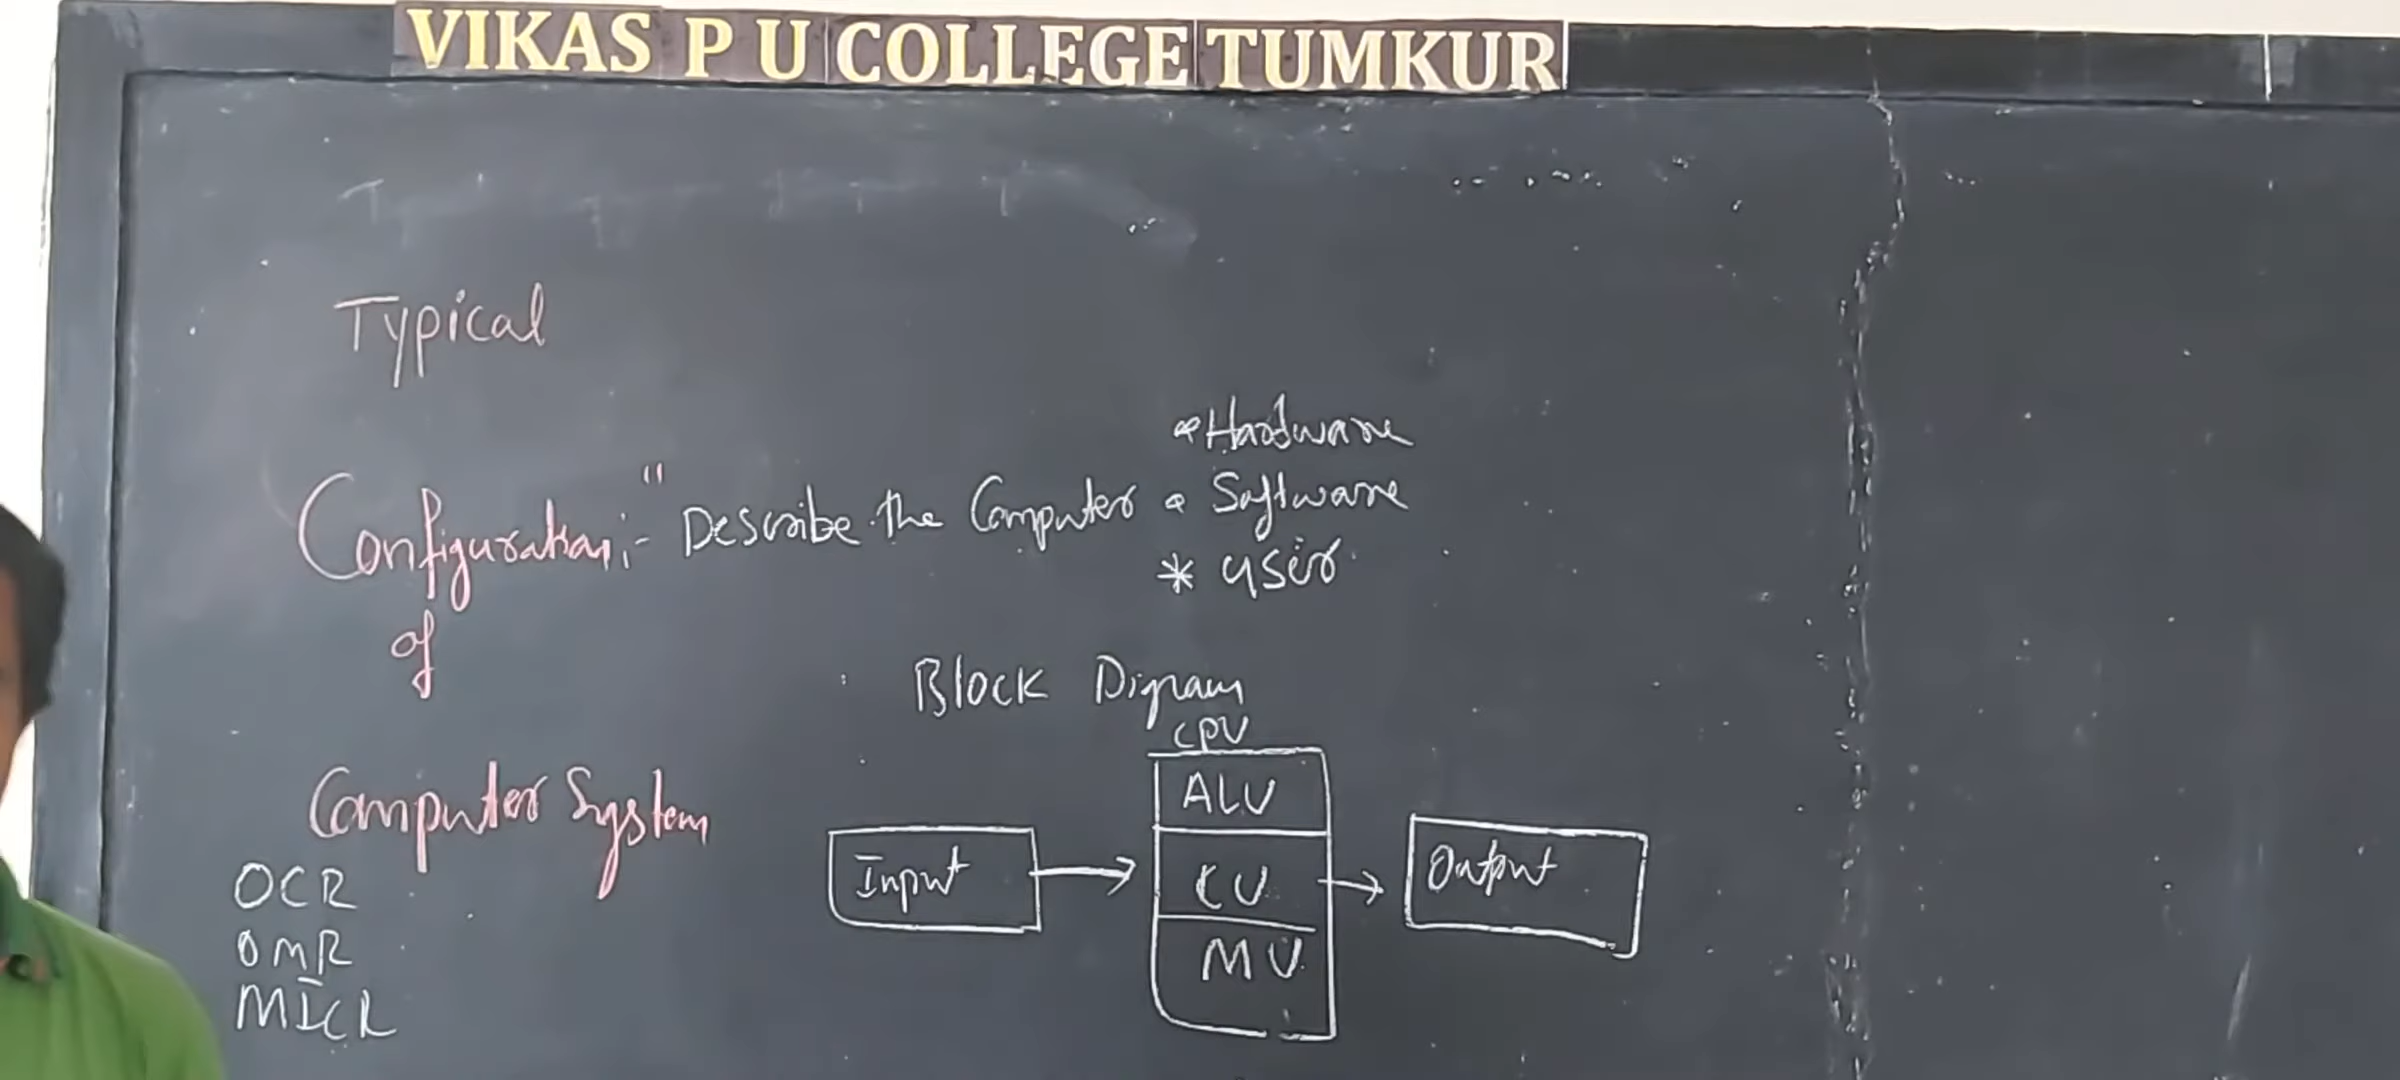 VIKAS P U COLLEGE TUMKUR
Typical
* Hardware
Configuration:- " Describe the Computer * Software
* user
of
Block Digram
CPU
Computer System
ALU
Input
CU
Output
MU
OCR
OMR
MICR